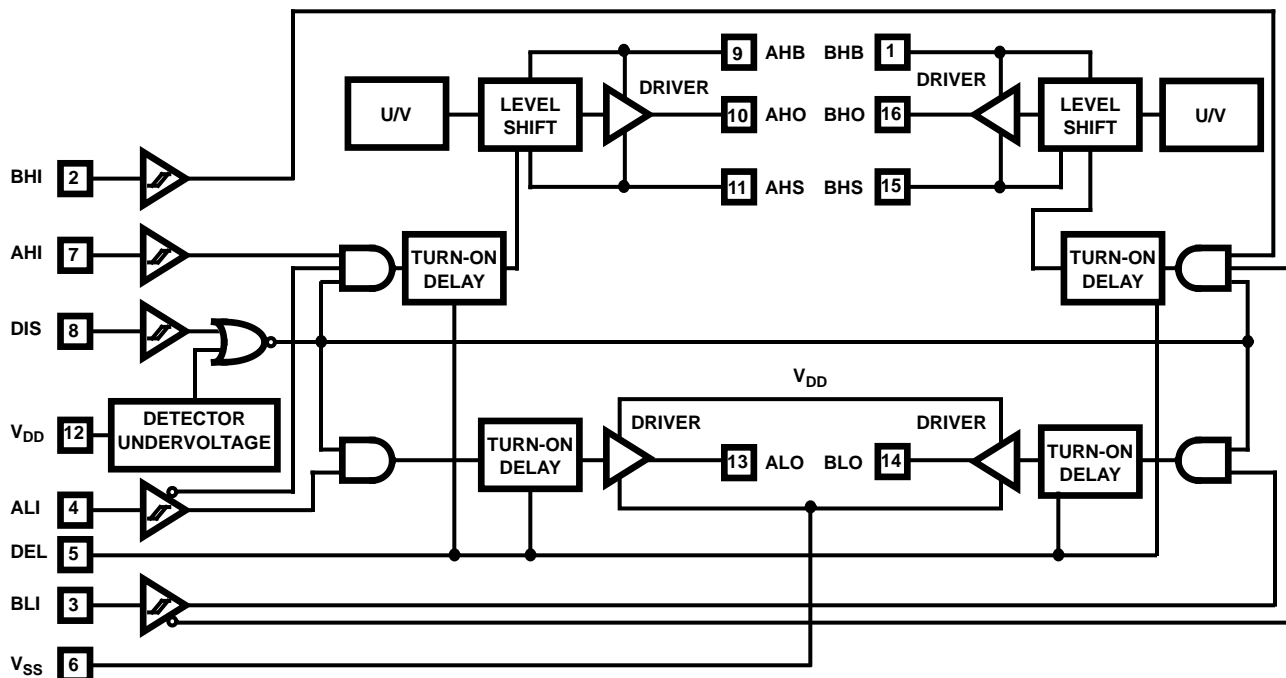 9 AHB BHB 1
DRIVER DRIVER
U/V LEVEL SHIFT 10 AHO BHO 16 LEVEL SHIFT U/V
BHI 2 11 AHS BHS 15
AHI 7 TURN-ON DELAY TURN-ON DELAY
DIS 8
VDD
VDD 12 DETECTOR UNDERVOLTAGE
DRIVER DRIVER
TURN-ON DELAY 13 ALO BLO 14 TURN-ON DELAY
ALI 4
DEL 5
BLI 3
VSS 6